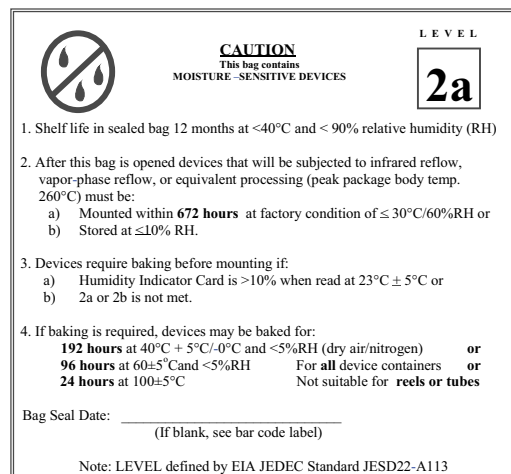 LEVEL
CAUTION
This bag contains
MOISTURE –SENSITIVE DEVICES
2a
1. Shelf life in sealed bag 12 months at <40°C and < 90% relative humidity (RH)
2. After this bag is opened devices that will be subjected to infrared reflow,
vapor-phase reflow, or equivalent processing (peak package body temp.
260°C) must be:
a) Mounted within 672 hours at factory condition of ≤ 30°C/60%RH or
b) Stored at ≤10% RH.
3. Devices require baking before mounting if:
a) Humidity Indicator Card is >10% when read at 23°C ± 5°C or
b) 2a or 2b is not met.
4. If baking is required, devices may be baked for:
192 hours at 40°C + 5°C/-0°C and <5%RH (dry air/nitrogen) or
96 hours at 60±5°Cand <5%RH For all device containers or
24 hours at 100±5°C Not suitable for reels or tubes
Bag Seal Date: ______________________________
(If blank, see bar code label)
Note: LEVEL defined by EIA JEDEC Standard JESD22-A113